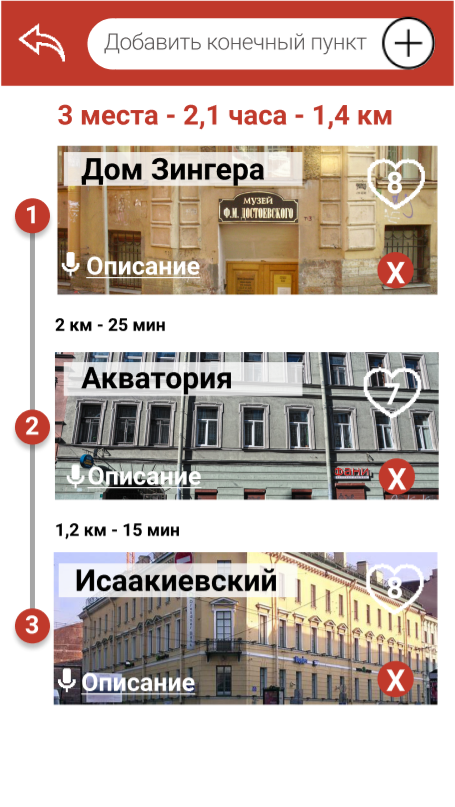 Добавить конечный пункт
3 места - 2,1 часа - 1,4 км
1
Дом Зингера
8
МУЗЕЙ
Ф.М. ДОСТОЕВСКОГО
Описание
X
2 км - 25 мин
2
Акватория
7
Описание
X
1,2 км - 15 мин
3
Исаакиевский
8
Описание
X